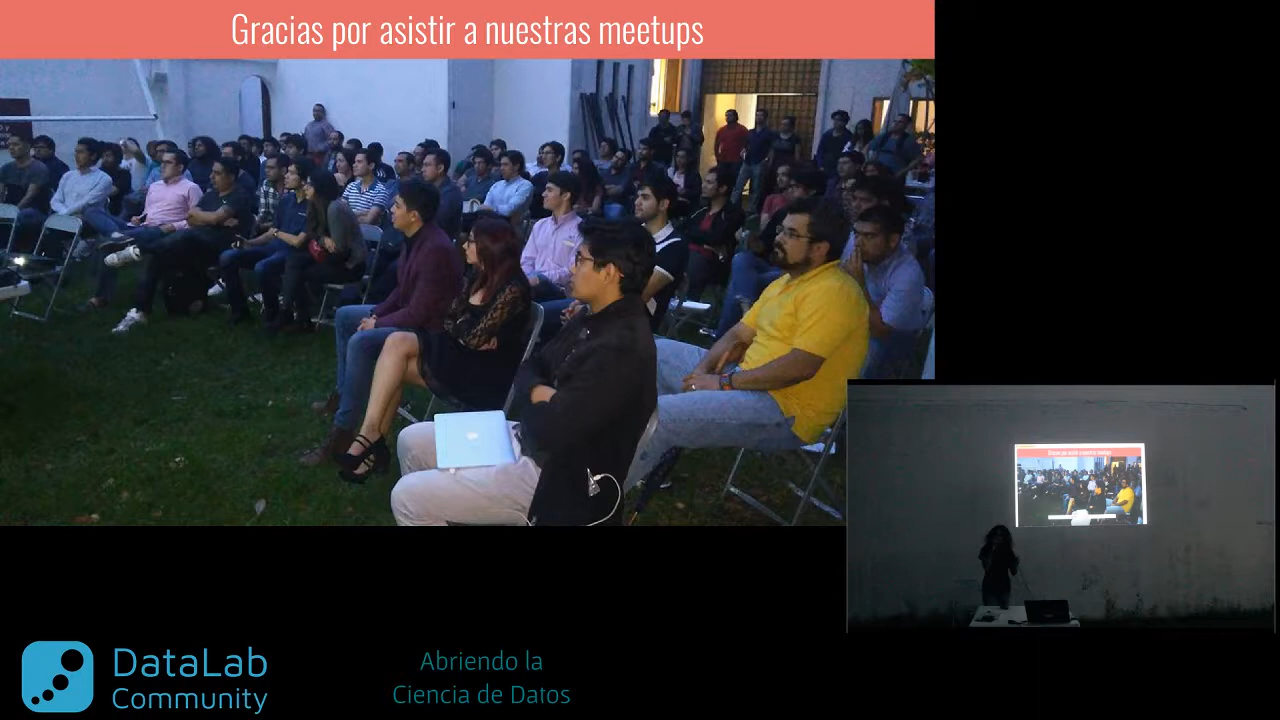 Gracias por asistir a nuestras meetups
DataLab
Community
Abriendo la
Ciencia de Datos